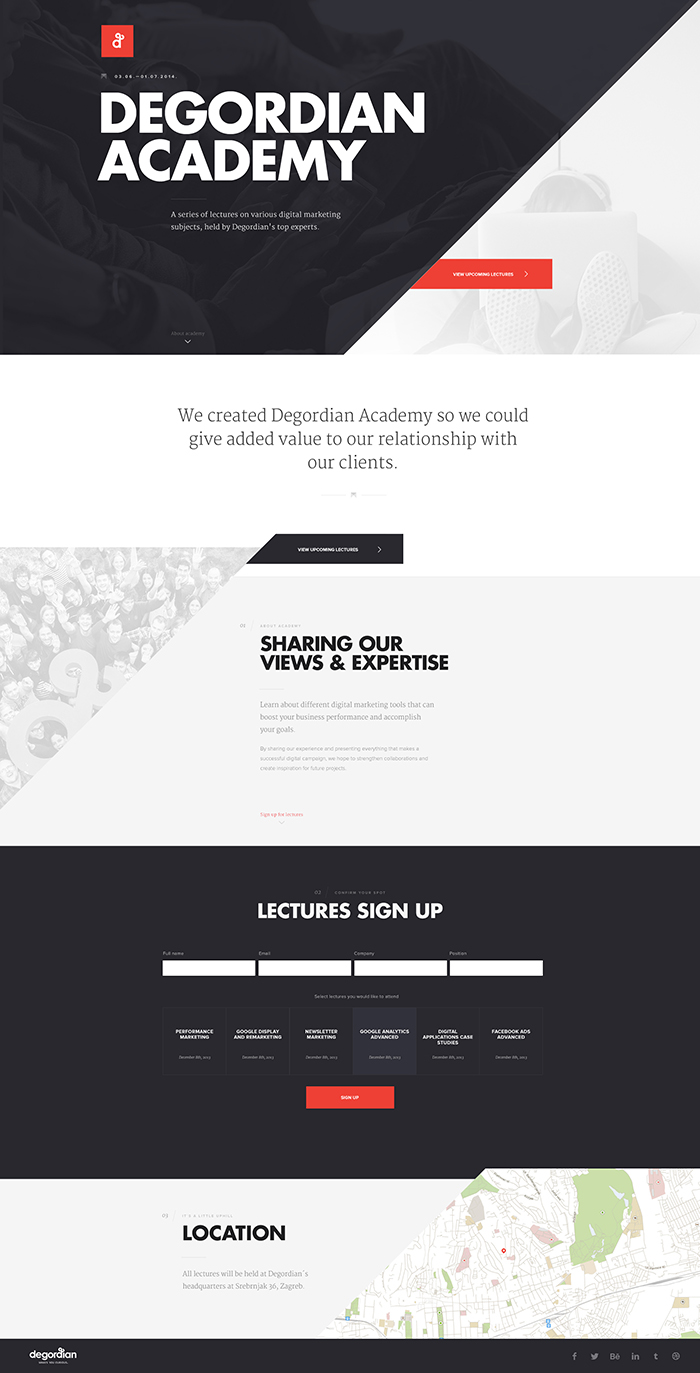 03.06.–01.07.2014.
DEGORDIAN
ACADEMY
A series of lectures on various digital marketing
subjects, held by Degordian's top experts.
VIEW UPCOMING LECTURES
About academy
We created Degordian Academy so we could
give added value to our relationship with
our clients.
VIEW UPCOMING LECTURES
01 ABOUT ACADEMY
SHARING OUR
VIEWS & EXPERTISE
Learn about different digital marketing tools that can
boost your business performance and accomplish
your goals.
By sharing our experience and presenting everything that makes a
successful digital campaign, we hope to strengthen collaborations and
create inspiration for future projects.
Sign up for lectures
02 CONFIRM YOUR SPOT
LECTURES SIGN UP
Full name Email Company Position
Select lectures you would like to attend
PERFORMANCE
MARKETING
December 8th, 2013
GOOGLE DISPLAY
AND REMARKETING
December 8th, 2013
NEWSLETTER
MARKETING
December 8th, 2013
GOOGLE ANALYTICS
ADVANCED
December 8th, 2013
DIGITAL
APPLICATIONS CASE
STUDIES
December 8th, 2013
FACEBOOK ADS
ADVANCED
December 8th, 2013
SIGN UP
03 IT'S A LITTLE UPHILL
LOCATION
All lectures will be held at Degordian's
headquarters at Srebrnjak 36, Zagreb.
degordian